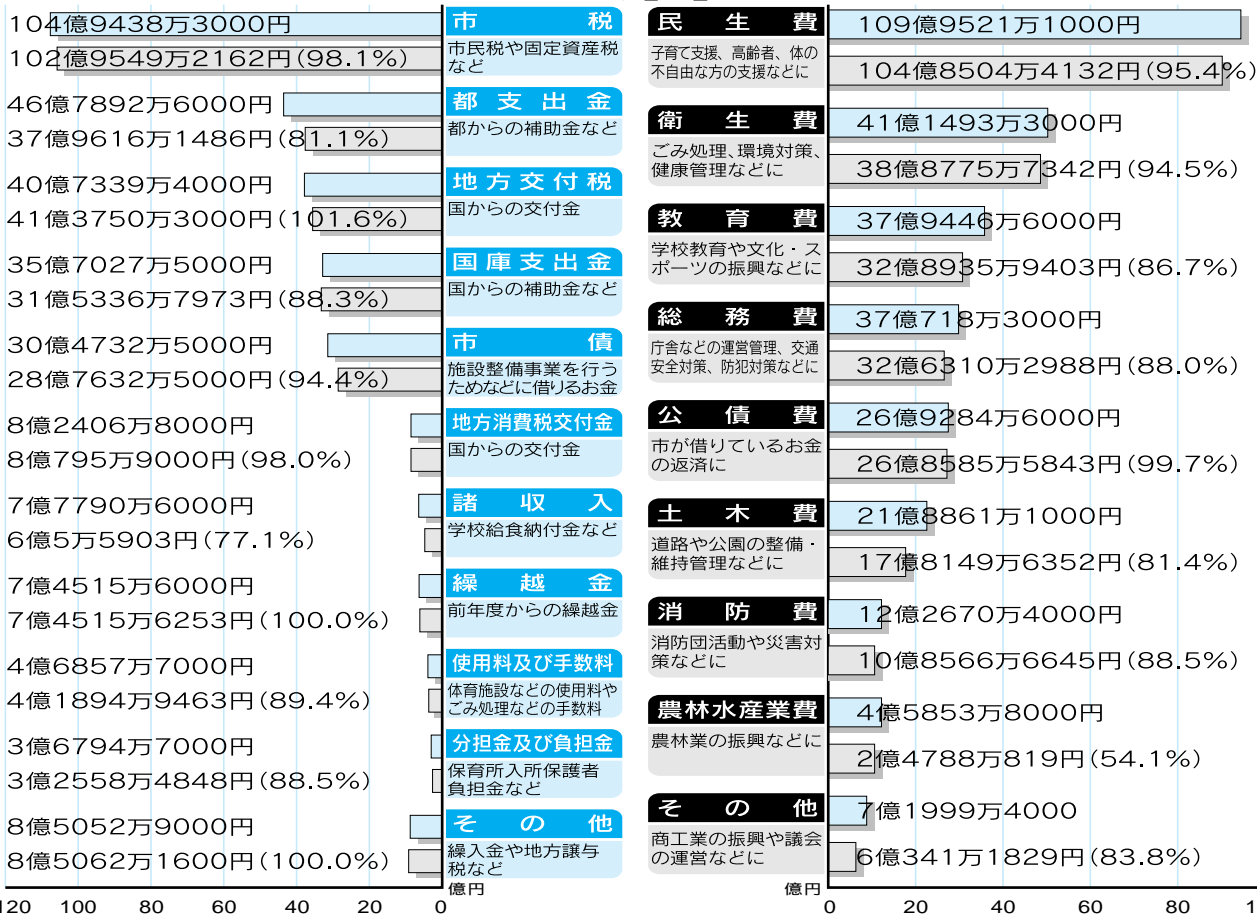 104億9438万3000円
102億9549万2162円(98.1%)
市税
市民税や固定資産税
など
46億7892万6000円
37億9616万1486円(81.1%)
都支出金
都からの補助金など
40億7339万4000円
41億3750万3000円(101.6%)
地方交付税
国からの交付金
35億7027万5000円
31億5336万7973円(88.3%)
国庫支出金
国からの補助金など
30億4732万5000円
28億7632万5000円(94.4%)
市債
施設整備事業を行う
ためなどに借りるお金
8億2406万8000円
8億795万9000円(98.0%)
地方消費税交付金
国からの交付金
7億7790万6000円
6億5万5903円(77.1%)
諸収入
学校給食納付金など
7億4515万6000円
7億4515万6253円(100.0%)
繰越金
前年度からの繰越金
4億6857万7000円
4億1894万9463円(89.4%)
使用料及び手数料
体育施設などの使用料や
ごみ処理などの手数料
3億6794万7000円
3億2558万4848円(88.5%)
分担金及び負担金
保育所入所保護者
負担金など
8億5052万9000円
8億5062万1600円(100.0%)
その他
繰入金や地方譲与
税など
億円
120 100 80 60 40 20 0
民生費
子育て支援、高齢者、体の
不自由な方の支援などに
109億9521万1000円
104億8504万4132円(95.4%)
衛生費
ごみ処理、環境対策、
健康管理などに
41億1493万3000円
38億8775万7342円(94.5%)
教育費
学校教育や文化・ス
ポーツの振興などに
37億9446万6000円
32億8935万9403円(86.7%)
総務費
庁舎などの運営管理、交通
安全対策、防犯対策などに
37億718万3000円
32億6310万2988円(88.0%)
公債費
市が借りているお金
の返済に
26億9284万6000円
26億8585万5843円(99.7%)
土木費
道路や公園の整備・
維持管理などに
21億8861万1000円
17億8149万6352円(81.4%)
消防費
消防団活動や災害対
策などに
12億2670万4000円
10億8566万6645円(88.5%)
農林水産業費
農林業の振興などに
4億5853万8000円
2億4788万819円(54.1%)
その他
商工業の振興や議会
の運営などに
7億1999万4000
6億341万1829円(83.8%)
億円
0 20 40 60 80